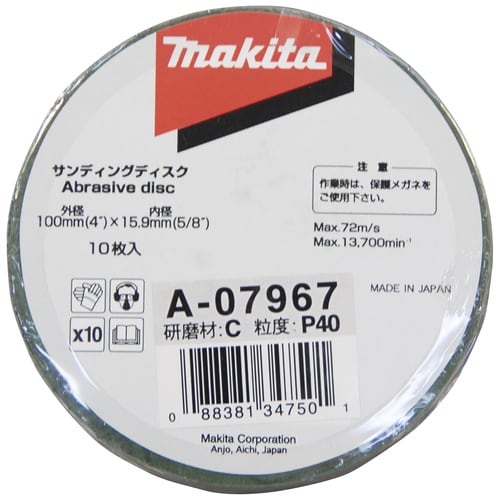 makita
サンディングディスク
Abrasive disc
外径 内径
100mm(4")×15.9mm(5/8")
10枚入
注意
作業時は、保護メガネを
ご使用下さい。
Max.72m/s
Max.13,700min⁻¹
MADE IN JAPAN
x10
A-07967
研磨材:C 粒度:P40
0 88381 34750 1
Makita Corporation
Anjo, Aichi, Japan